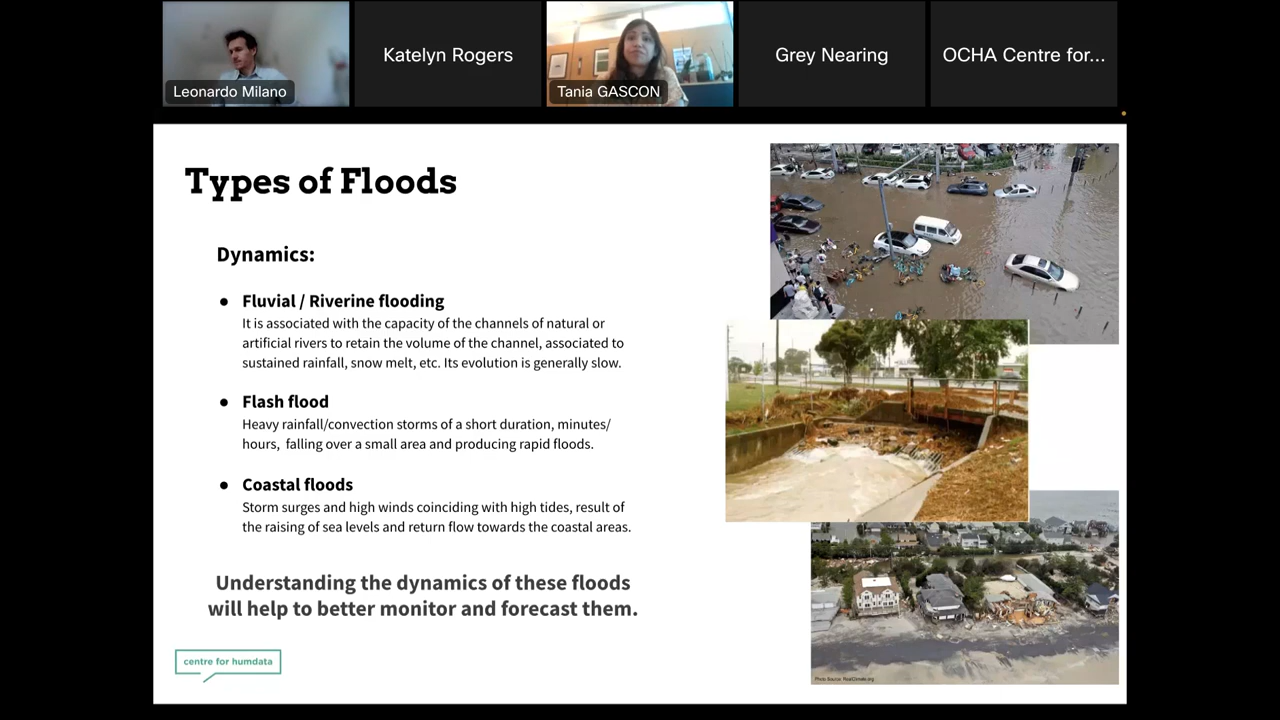 Leonardo Milano
Katelyn Rogers
Tania GASCON
Grey Nearing
OCHA Centre for...
Types of Floods
Dynamics:
● Fluvial / Riverine flooding
It is associated with the capacity of the channels of natural or
artificial rivers to retain the volume of the channel, associated to
sustained rainfall, snow melt, etc. Its evolution is generally slow.
● Flash flood
Heavy rainfall/convection storms of a short duration, minutes/
hours, falling over a small area and producing rapid floods.
● Coastal floods
Storm surges and high winds coinciding with high tides, result of
the raising of sea levels and return flow towards the coastal areas.
Understanding the dynamics of these floods
will help to better monitor and forecast them.
centre for humdata
Photo Source: RealClimate.org